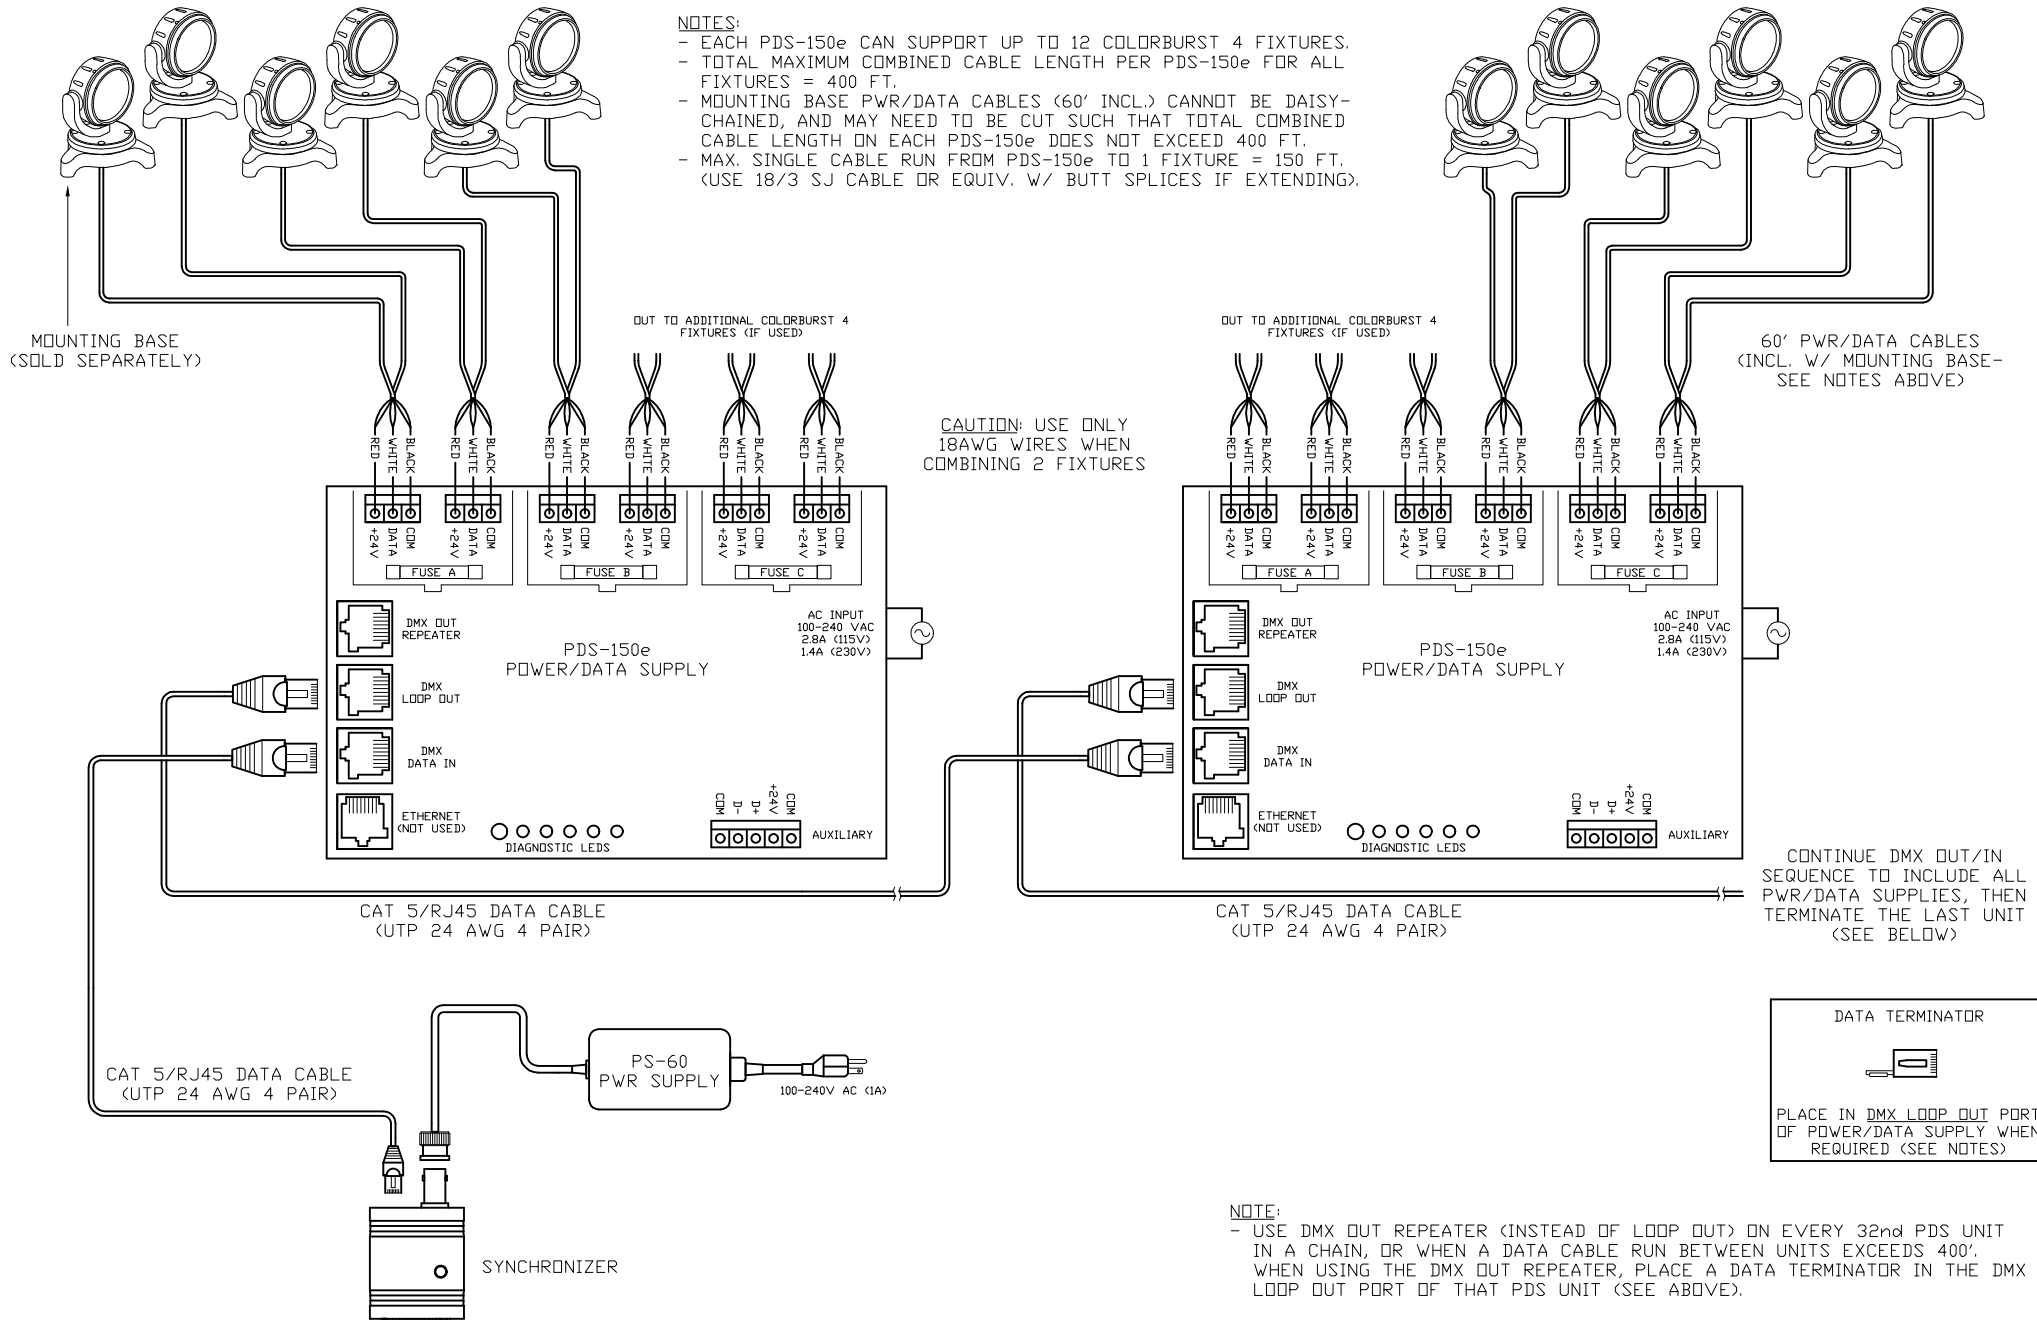 NOTES:
- EACH PDS-150e CAN SUPPORT UP TO 12 COLORBURST 4 FIXTURES.
- TOTAL MAXIMUM COMBINED CABLE LENGTH PER PDS-150e FOR ALL
FIXTURES = 400 FT.
- MOUNTING BASE PWR/DATA CABLES (60' INCL.) CANNOT BE DAISY-
CHAINED, AND MAY NEED TO BE CUT SUCH THAT TOTAL COMBINED
CABLE LENGTH ON EACH PDS-150e DOES NOT EXCEED 400 FT.
- MAX. SINGLE CABLE RUN FROM PDS-150e TO 1 FIXTURE = 150 FT.
(USE 18/3 SJ CABLE OR EQUIV. W/ BUTT SPLICES IF EXTENDING).
MOUNTING BASE
(SOLD SEPARATELY)
OUT TO ADDITIONAL COLORBURST 4
FIXTURES (IF USED)
OUT TO ADDITIONAL COLORBURST 4
FIXTURES (IF USED)
60' PWR/DATA CABLES
(INCL. W/ MOUNTING BASE-
SEE NOTES ABOVE)
CAUTION: USE ONLY
18AWG WIRES WHEN
COMBINING 2 FIXTURES
RED WHITE BLACK RED WHITE BLACK RED WHITE BLACK RED WHITE BLACK RED WHITE BLACK RED WHITE BLACK
+24V DATA COM +24V DATA COM +24V DATA COM +24V DATA COM +24V DATA COM +24V DATA COM
FUSE A FUSE B FUSE C
DMX OUT
REPEATER
PDS-150e
POWER/DATA SUPPLY
AC INPUT
100-240 VAC
2.8A (115V)
1.4A (230V)
DMX
LOOP OUT
DMX
DATA IN
ETHERNET
(NOT USED)
DIAGNOSTIC LEDS
COM D- D+ +24V COM
AUXILIARY
RED WHITE BLACK RED WHITE BLACK RED WHITE BLACK RED WHITE BLACK RED WHITE BLACK RED WHITE BLACK
+24V DATA COM +24V DATA COM +24V DATA COM +24V DATA COM +24V DATA COM +24V DATA COM
FUSE A FUSE B FUSE C
DMX OUT
REPEATER
PDS-150e
POWER/DATA SUPPLY
AC INPUT
100-240 VAC
2.8A (115V)
1.4A (230V)
DMX
LOOP OUT
DMX
DATA IN
ETHERNET
(NOT USED)
DIAGNOSTIC LEDS
COM D- D+ +24V COM
AUXILIARY
CAT 5/RJ45 DATA CABLE
(UTP 24 AWG 4 PAIR)
CAT 5/RJ45 DATA CABLE
(UTP 24 AWG 4 PAIR)
CONTINUE DMX OUT/IN
SEQUENCE TO INCLUDE ALL
PWR/DATA SUPPLIES, THEN
TERMINATE THE LAST UNIT
(SEE BELOW)
CAT 5/RJ45 DATA CABLE
(UTP 24 AWG 4 PAIR)
PS-60
PWR SUPPLY
100-240V AC (1A)
SYNCHRONIZER
DATA TERMINATOR
PLACE IN DMX LOOP OUT PORT
OF POWER/DATA SUPPLY WHEN
REQUIRED (SEE NOTES)
NOTE:
- USE DMX OUT REPEATER (INSTEAD OF LOOP OUT) ON EVERY 32nd PDS UNIT
IN A CHAIN, OR WHEN A DATA CABLE RUN BETWEEN UNITS EXCEEDS 400'.
WHEN USING THE DMX OUT REPEATER, PLACE A DATA TERMINATOR IN THE DMX
LOOP OUT PORT OF THAT PDS UNIT (SEE ABOVE).